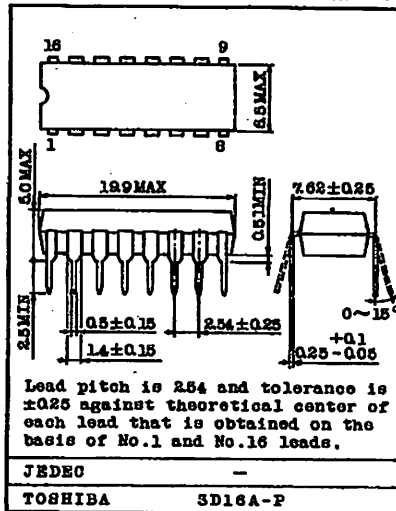 16 9
6.5MAX
1 8
5.0MAX
19.9MAX
0.51MIN
7.62±0.25
2.5MIN
0.5±0.15
2.54±0.25
1.4±0.15
0~15°
+0.1
0.25-0.05
Lead pitch is 2.54 and tolerance is
±0.25 against theoretical center of
each lead that is obtained on the
basis of No.1 and No.16 leads.
JEDEC —
TOSHIBA 3D16A-P